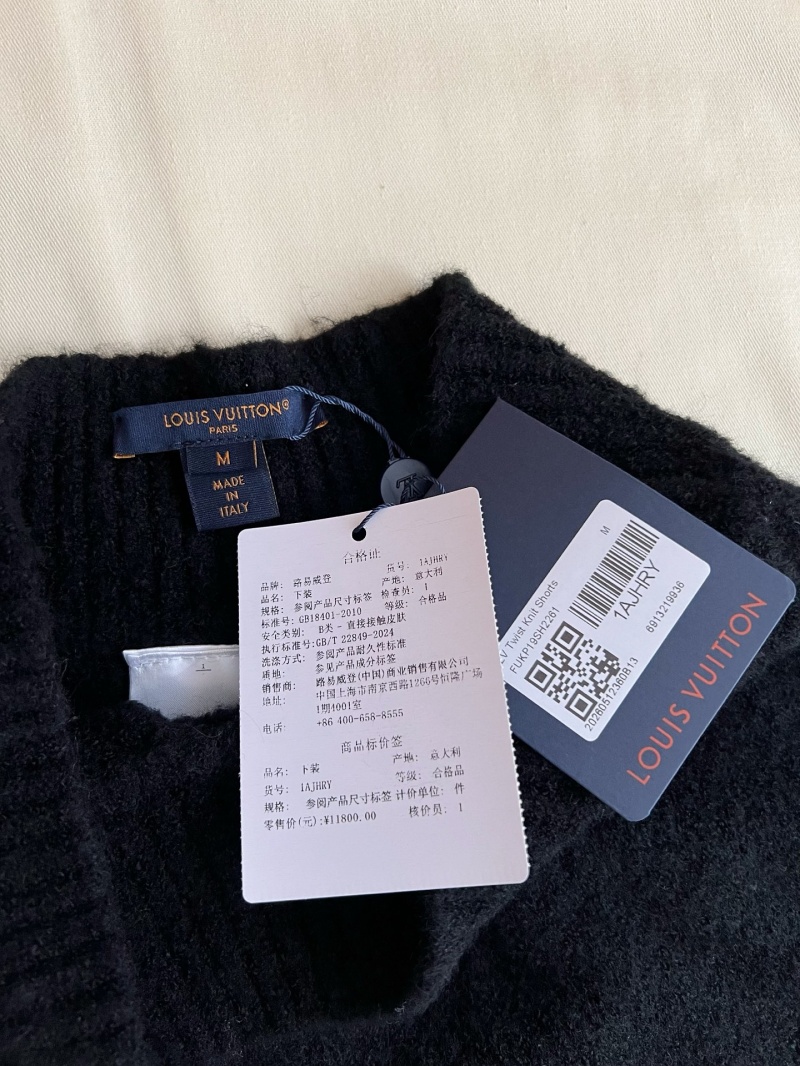 LOUIS VUITTON®
PARIS
M
MADE
IN
ITALY
合格证
品牌: 路易威登 货号: 1AJHRY
品名: 下装 产地: 意大利
规格: 参阅产品尺寸标签 检查员: 1
标准号: GB18401-2010 等级: 合格品
安全类别: B类 - 直接接触皮肤
执行标准号:GB/T 22849-2024
洗涤方式: 参阅产品耐久性标准
质地: 参见产品成分标签
销售商: 路易威登(中国)商业销售有限公司
地址: 中国上海市南京西路1266号恒隆广场
1期4001室
电话: +86 400-658-8555
商品标价签
品名: 下装 产地: 意大利
货号: 1AJHRY 等级: 合格品
规格: 参阅产品尺寸标签 计价单位: 件
零售价(元):¥11800.00 核价员: 1
LV Twist Knit Shorts
FUKP19SH2261
M
1AJHRY
6913219936
20260512360813
LOUIS VUITTON
1